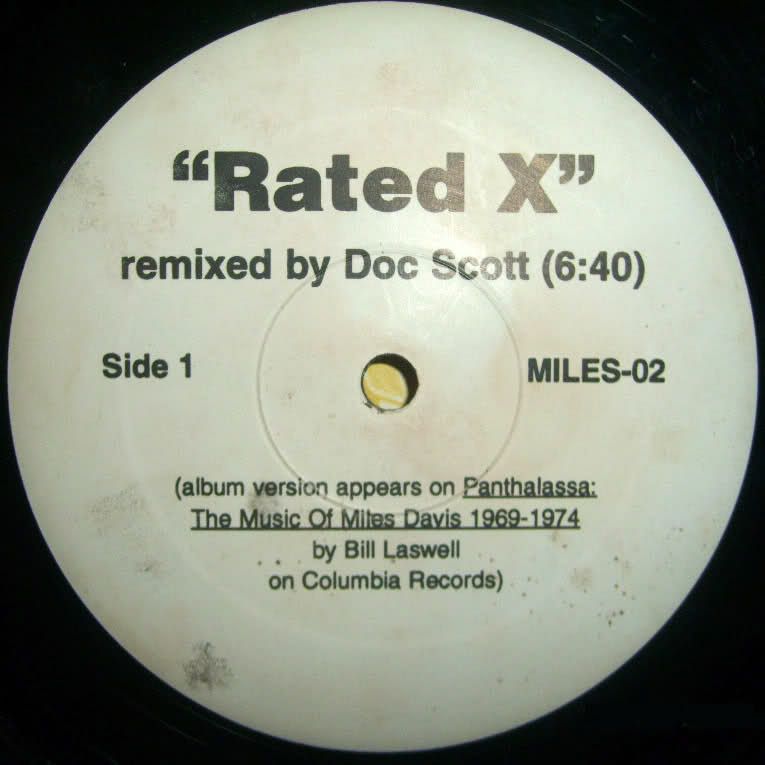 “Rated X”
remixed by Doc Scott (6:40)
Side 1
MILES-02
(album version appears on Panthalassa:
The Music Of Miles Davis 1969-1974
by Bill Laswell
on Columbia Records)